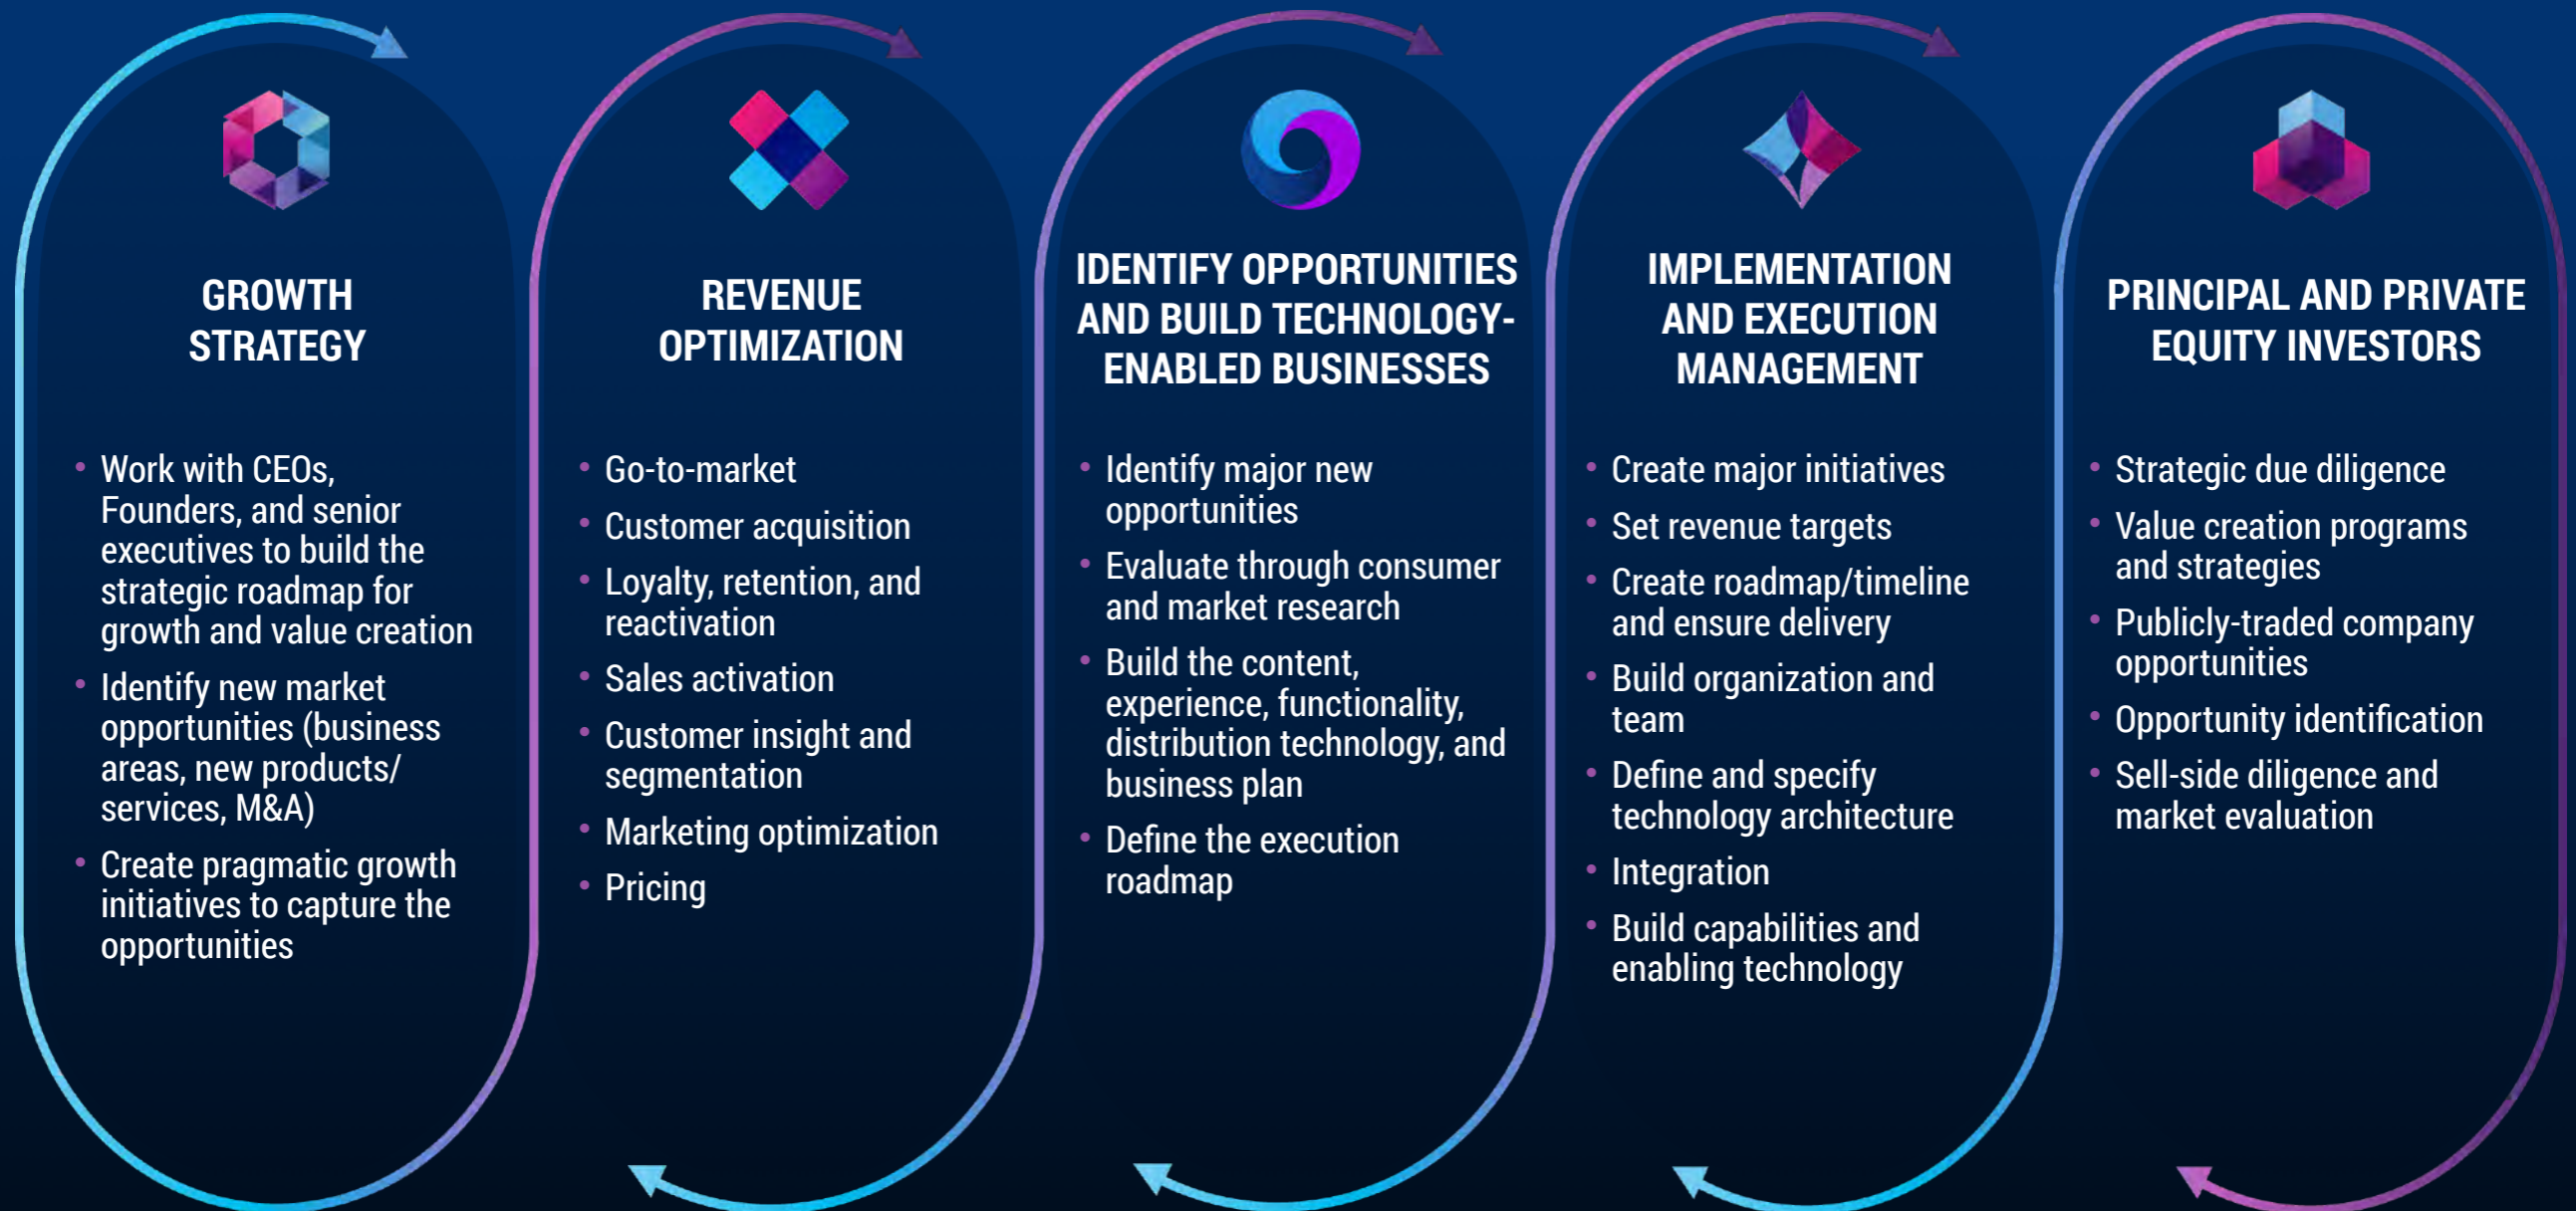 GROWTH
STRATEGY
• Work with CEOs,
Founders, and senior
executives to build the
strategic roadmap for
growth and value creation
• Identify new market
opportunities (business
areas, new products/
services, M&A)
• Create pragmatic growth
initiatives to capture the
opportunities
REVENUE
OPTIMIZATION
• Go-to-market
• Customer acquisition
• Loyalty, retention, and
reactivation
• Sales activation
• Customer insight and
segmentation
• Marketing optimization
• Pricing
IDENTIFY OPPORTUNITIES
AND BUILD TECHNOLOGY-
ENABLED BUSINESSES
• Identify major new
opportunities
• Evaluate through consumer
and market research
• Build the content,
experience, functionality,
distribution technology, and
business plan
• Define the execution
roadmap
IMPLEMENTATION
AND EXECUTION
MANAGEMENT
• Create major initiatives
• Set revenue targets
• Create roadmap/timeline
and ensure delivery
• Build organization and
team
• Define and specify
technology architecture
• Integration
• Build capabilities and
enabling technology
PRINCIPAL AND PRIVATE
EQUITY INVESTORS
• Strategic due diligence
• Value creation programs
and strategies
• Publicly-traded company
opportunities
• Opportunity identification
• Sell-side diligence and
market evaluation